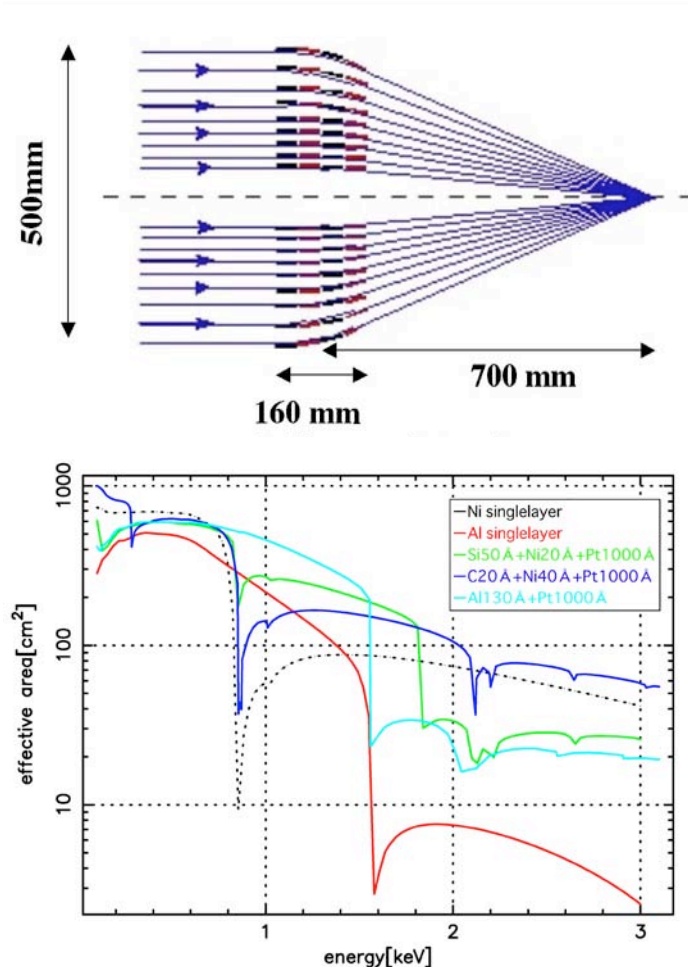 500mm
700 mm
160 mm
1000
100
10
effective area[cm²]
Ni singlelayer
Al singlelayer
Si50Å+Ni20Å+Pt1000Å
C20Å+Ni40Å+Pt1000Å
Al130Å+Pt1000Å
1
2
3
energy[keV]